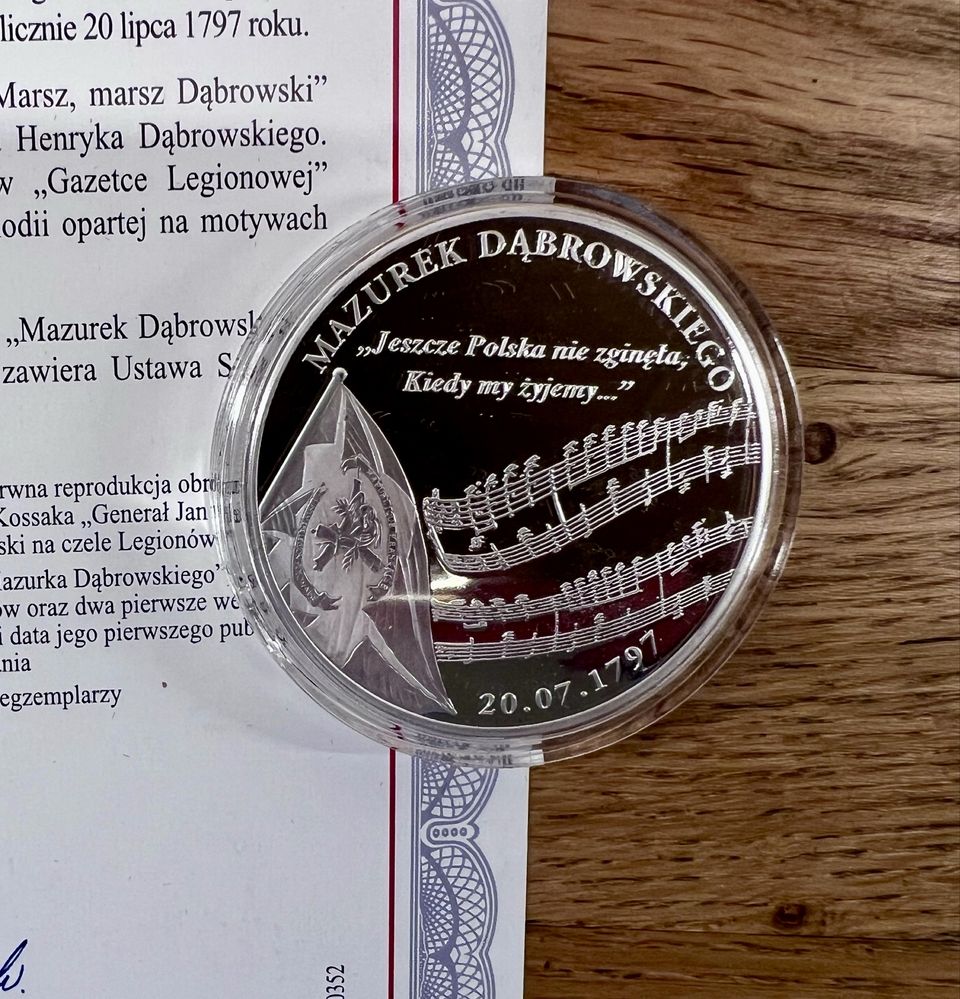 licznie 20 lipca 1797 roku.
Marsz, marsz Dąbrowski”
Henryka Dąbrowskiego.
w „Gazetce Legionowej”
odii opartej na motywach
„Mazurek Dąbrowsk
zawiera Ustawa S
rwna reprodukcja obr
Kossaka „Generał Jan
ski na czele Legionów
Mazurka Dąbrowskiego”
ów oraz dwa pierwsze we
i data jego pierwszego pub
nia
egzemplarzy
0352
MAZUREK DĄBROWSKIEGO
„Jeszcze Polska nie zginęła,
Kiedy my żyjemy...”
20.07.1797